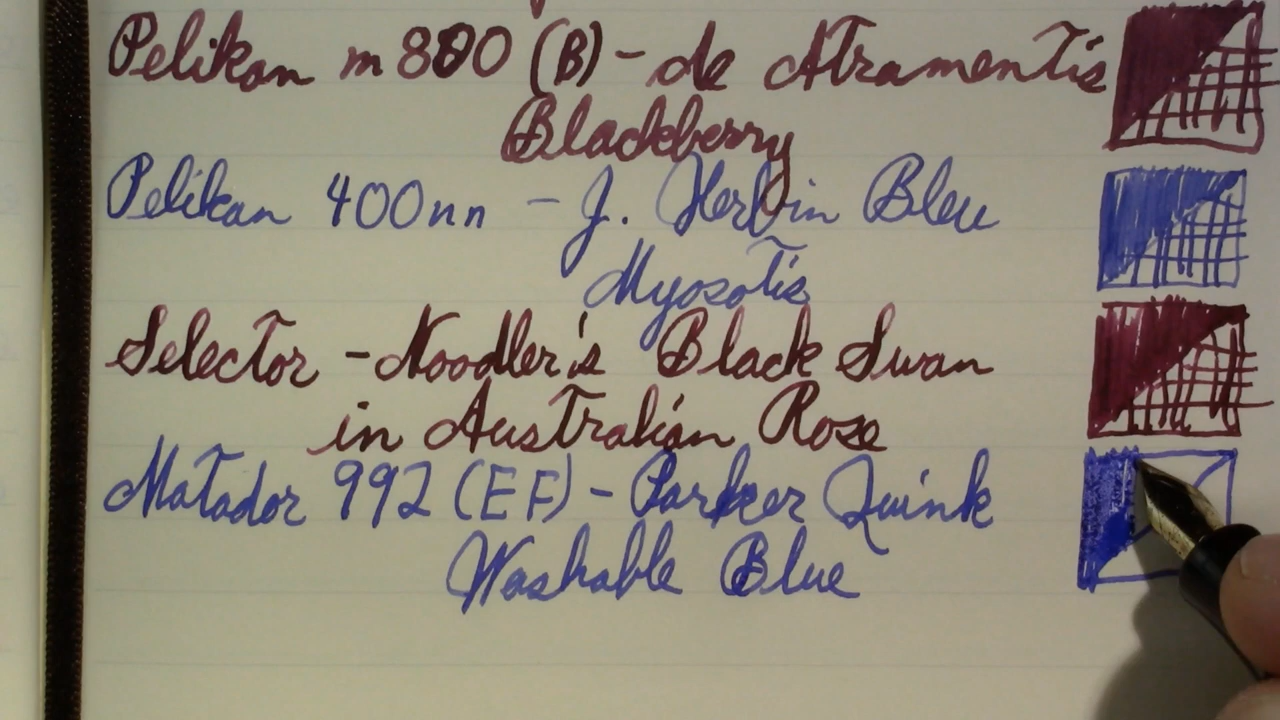 Pelikan m800 (B) - de Atramentis
Blackberry
Pelikan 400nn - J. Herbin Bleu
Myosotis
Selector - Noodler's Black Swan
in Australian Rose
Matador 992 (EF) - Parker Quink
Washable Blue